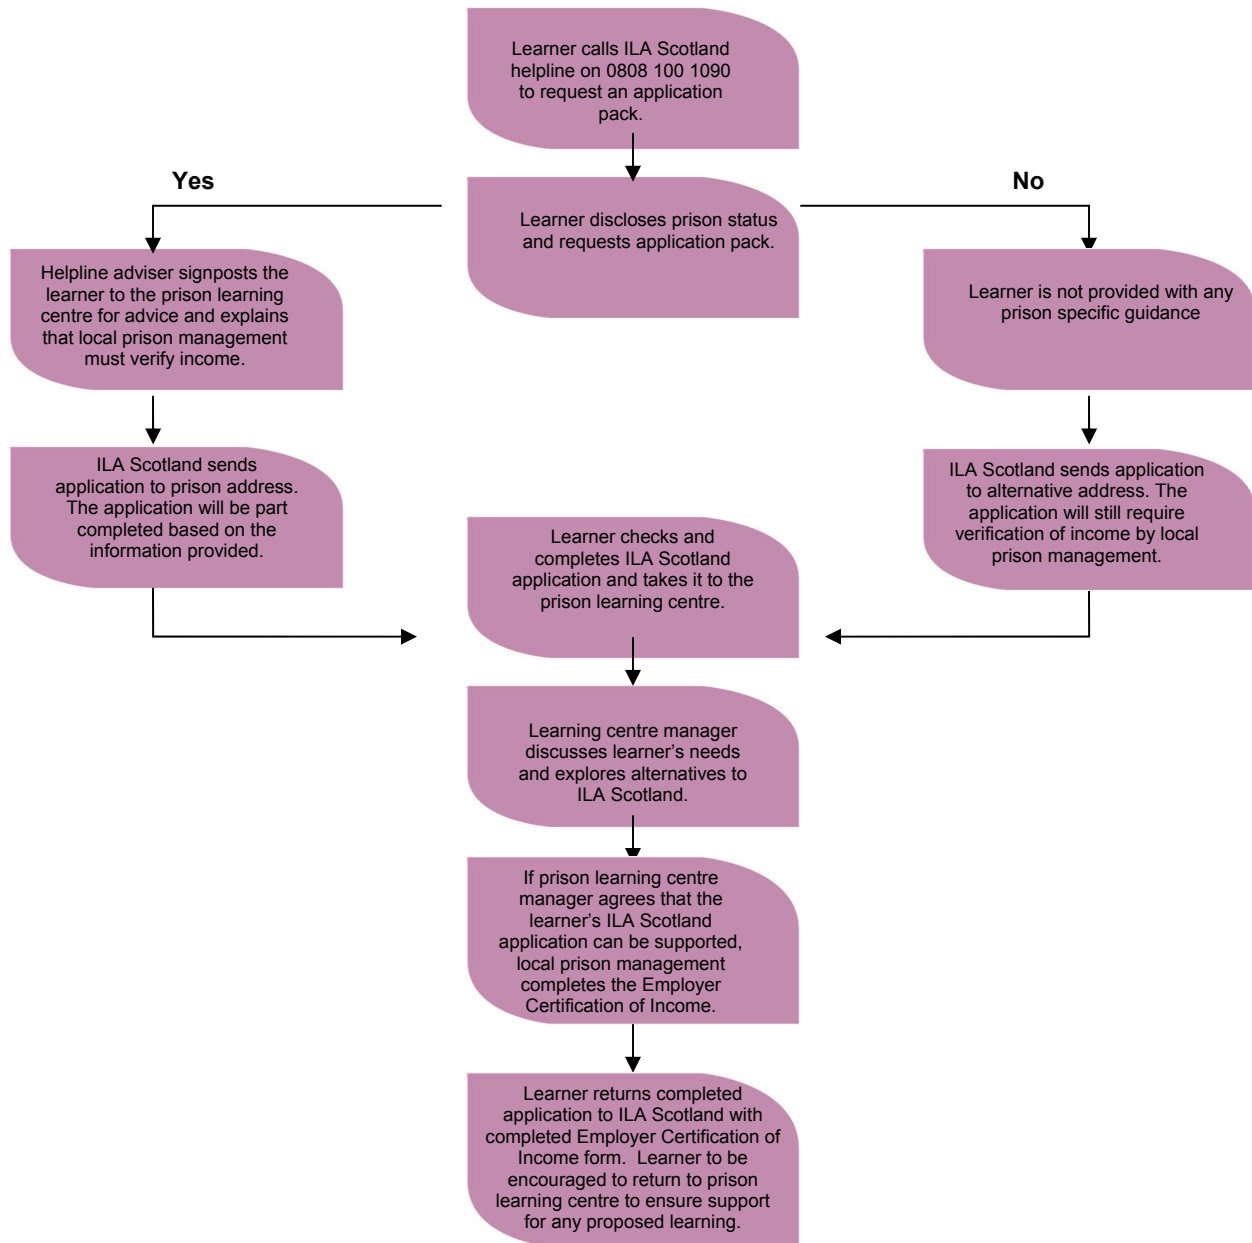 Learner calls ILA Scotland
helpline on 0808 100 1090
to request an application
pack.
Yes
No
Learner discloses prison status
and requests application pack.
Helpline adviser signposts the
learner to the prison learning
centre for advice and explains
that local prison management
must verify income.
Learner is not provided with any
prison specific guidance
ILA Scotland sends
application to prison address.
The application will be part
completed based on the
information provided.
ILA Scotland sends application
to alternative address. The
application will still require
verification of income by local
prison management.
Learner checks and
completes ILA Scotland
application and takes it to the
prison learning centre.
Learning centre manager
discusses learner’s needs
and explores alternatives to
ILA Scotland.
If prison learning centre
manager agrees that the
learner’s ILA Scotland
application can be supported,
local prison management
completes the Employer
Certification of Income.
Learner returns completed
application to ILA Scotland with
completed Employer Certification of
Income form. Learner to be
encouraged to return to prison
learning centre to ensure support
for any proposed learning.